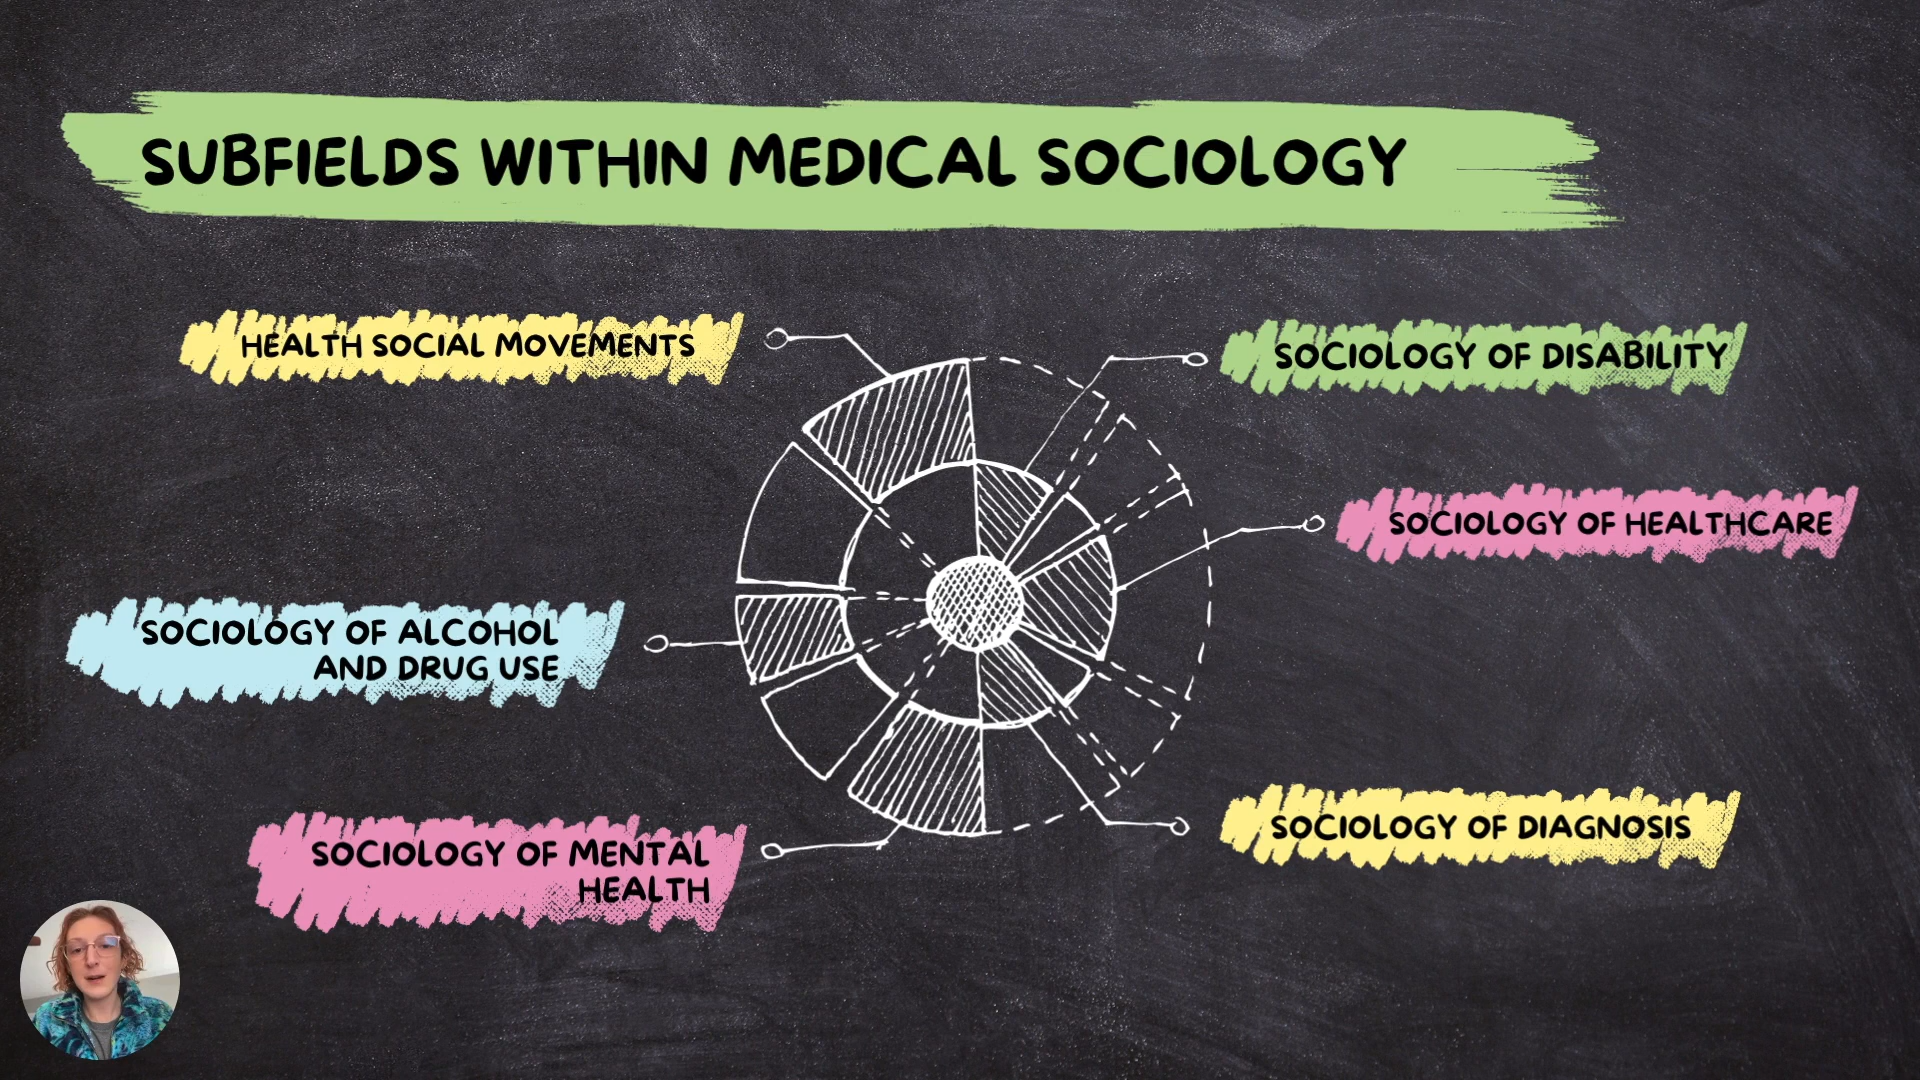 SUBFIELDS WITHIN MEDICAL SOCIOLOGY
HEALTH SOCIAL MOVEMENTS
SOCIOLOGY OF ALCOHOL
AND DRUG USE
SOCIOLOGY OF MENTAL
HEALTH
SOCIOLOGY OF DISABILITY
SOCIOLOGY OF HEALTHCARE
SOCIOLOGY OF DIAGNOSIS